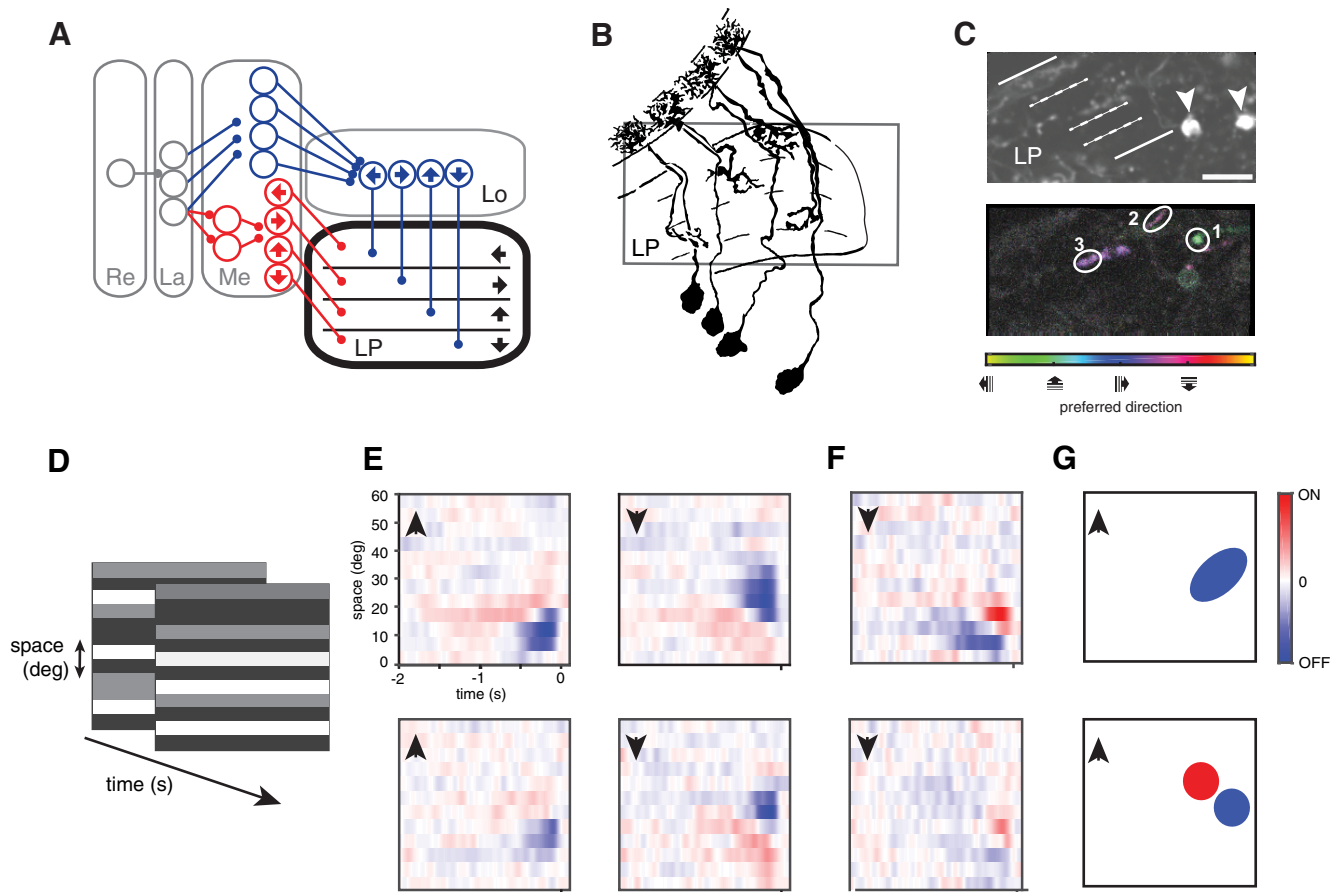 A
Re
La
Me
Lo
LP
B
LP
C
LP
1
2
3
preferred direction
D
space
(deg)
time (s)
E
space (deg)
60
50
40
30
20
10
0
-2
-1
0
time (s)
F
G
ON
0
OFF